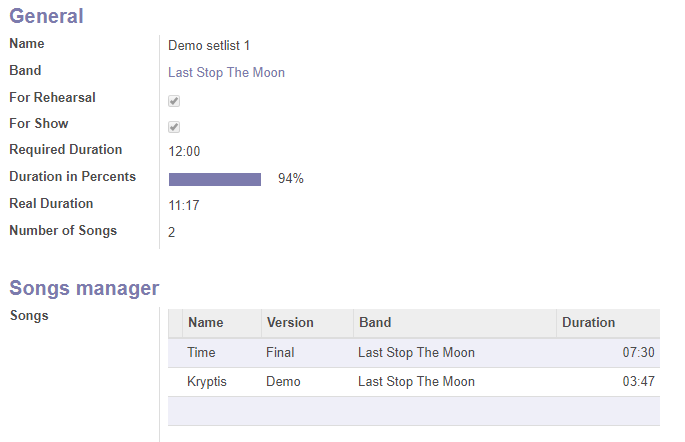 General
Name Demo setlist 1
Band Last Stop The Moon
For Rehearsal
For Show
Required Duration 12:00
Duration in Percents 94%
Real Duration 11:17
Number of Songs 2
Songs manager
Songs
Name Version Band Duration
Time Final Last Stop The Moon 07:30
Kryptis Demo Last Stop The Moon 03:47